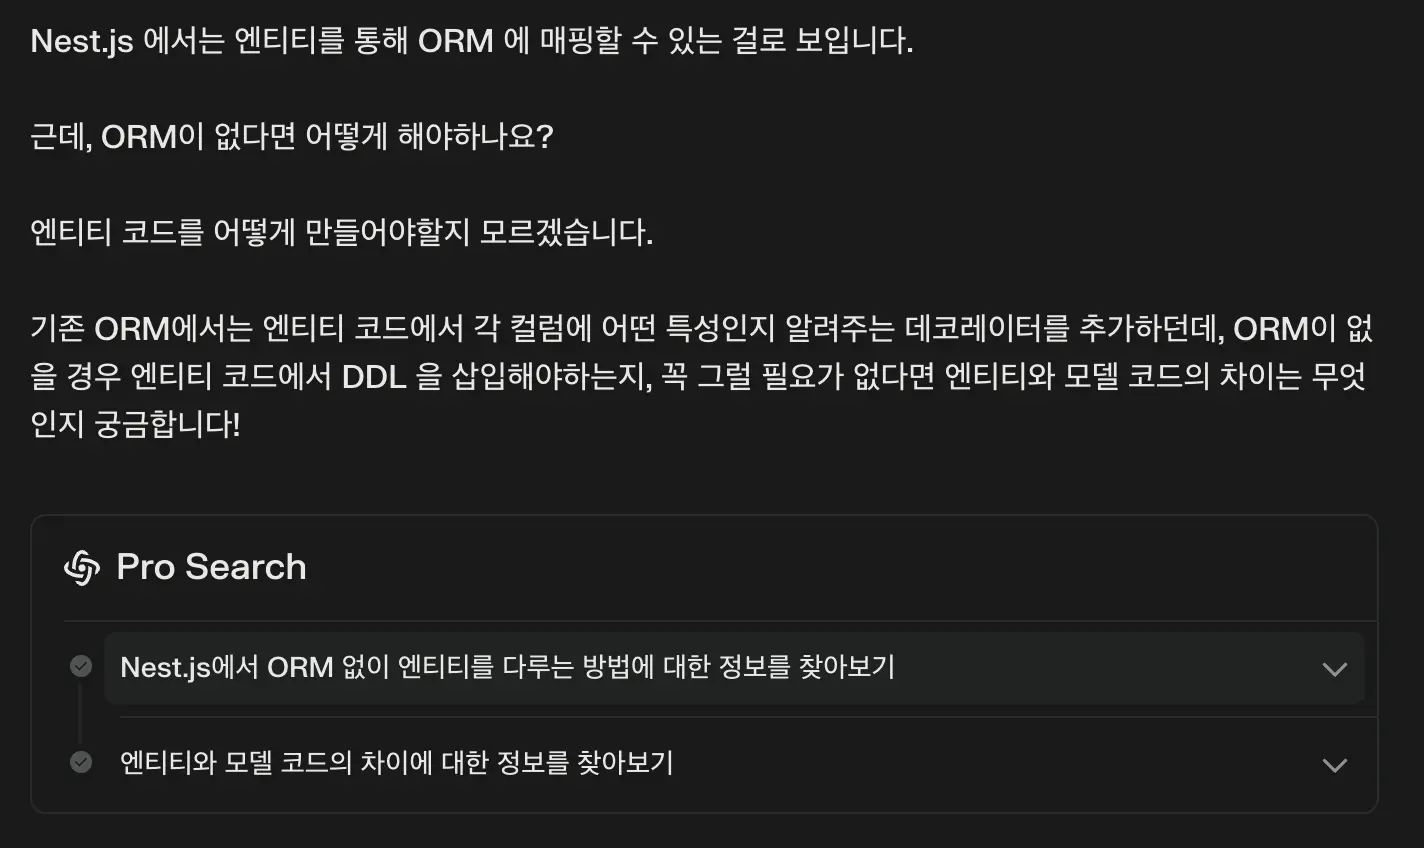 Nest.js 에서는 엔티티를 통해 ORM 에 매핑할 수 있는 걸로 보입니다.
근데, ORM이 없다면 어떻게 해야하나요?
엔티티 코드를 어떻게 만들어야할지 모르겠습니다.
기존 ORM에서는 엔티티 코드에서 각 컬럼에 어떤 특성인지 알려주는 데코레이터를 추가하던데, ORM이 없
을 경우 엔티티 코드에서 DDL 을 삽입해야하는지, 꼭 그럴 필요가 없다면 엔티티와 모델 코드의 차이는 무엇
인지 궁금합니다!
Pro Search
Nest.js에서 ORM 없이 엔티티를 다루는 방법에 대한 정보를 찾아보기
엔티티와 모델 코드의 차이에 대한 정보를 찾아보기